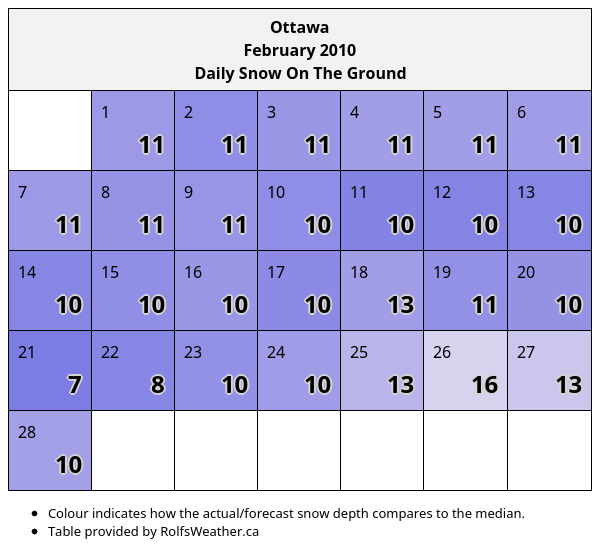 Ottawa
February 2010
Daily Snow On The Ground
1 2 3 4 5 6
11 11 11 11 11 11
7 8 9 10 11 12 13
11 11 11 10 10 10 10
14 15 16 17 18 19 20
10 10 10 10 13 11 10
21 22 23 24 25 26 27
7 8 10 10 13 16 13
28
10
• Colour indicates how the actual/forecast snow depth compares to the median.
• Table provided by RolfsWeather.ca